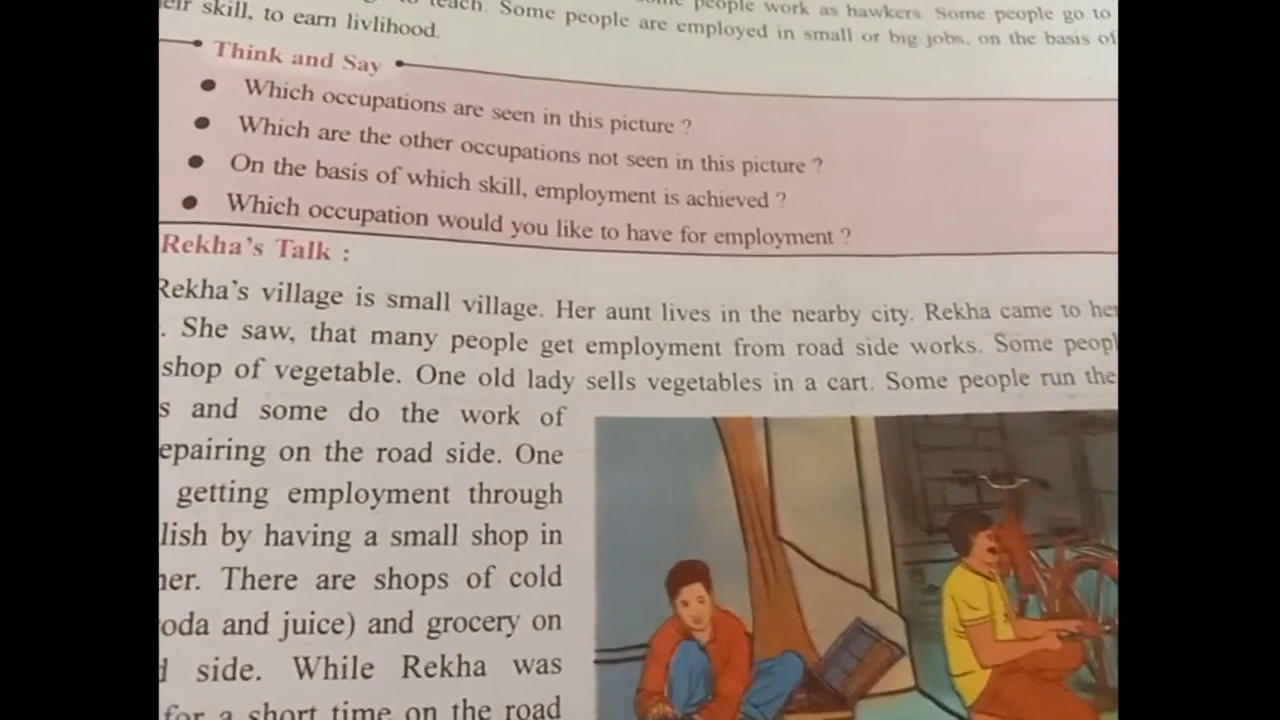 to teach. Some people are employed in small or big jobs, on the basis of
people work as hawkers. Some people go to
skill, to earn livlihood.
Think and Say
● Which occupations are seen in this picture ?
● Which are the other occupations not seen in this picture ?
● On the basis of which skill, employment is achieved ?
● Which occupation would you like to have for employment ?
Rekha's Talk :
Rekha's village is small village. Her aunt lives in the nearby city. Rekha came to her
. She saw, that many people get employment from road side works. Some peopl
shop of vegetable. One old lady sells vegetables in a cart. Some people run the
s and some do the work of
epairing on the road side. One
getting employment through
lish by having a small shop in
ner. There are shops of cold
oda and juice) and grocery on
side. While Rekha was
for a short time on the road